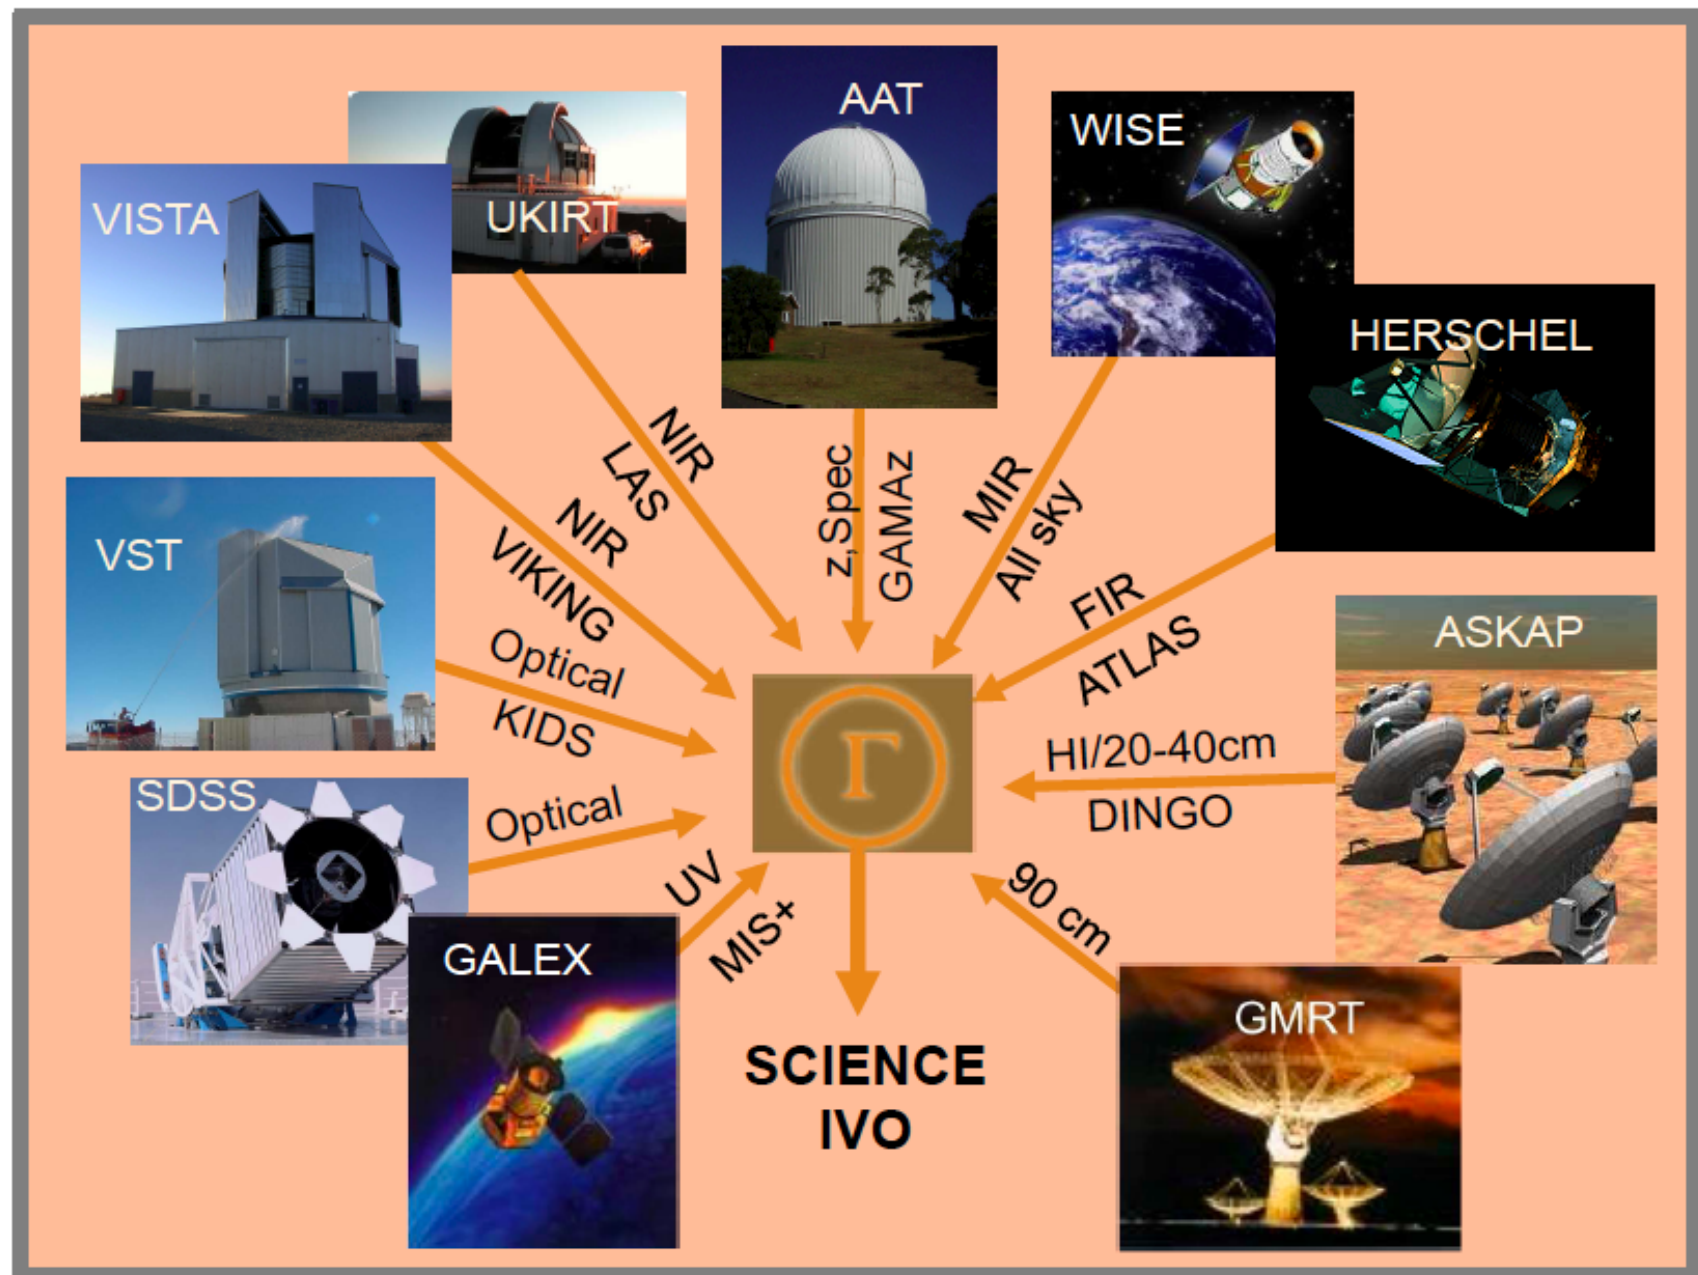 AAT
WISE
UKIRT
VISTA
HERSCHEL
NIR
LAS
z,Spec
GAMAz
MIR
All sky
NIR
VIKING
FIR
ATLAS
VST
Optical
KIDS
ASKAP
HI/20-40cm
DINGO
Γ
SDSS
Optical
UV
MIS+
90 cm
GALEX
GMRT
SCIENCE
IVO